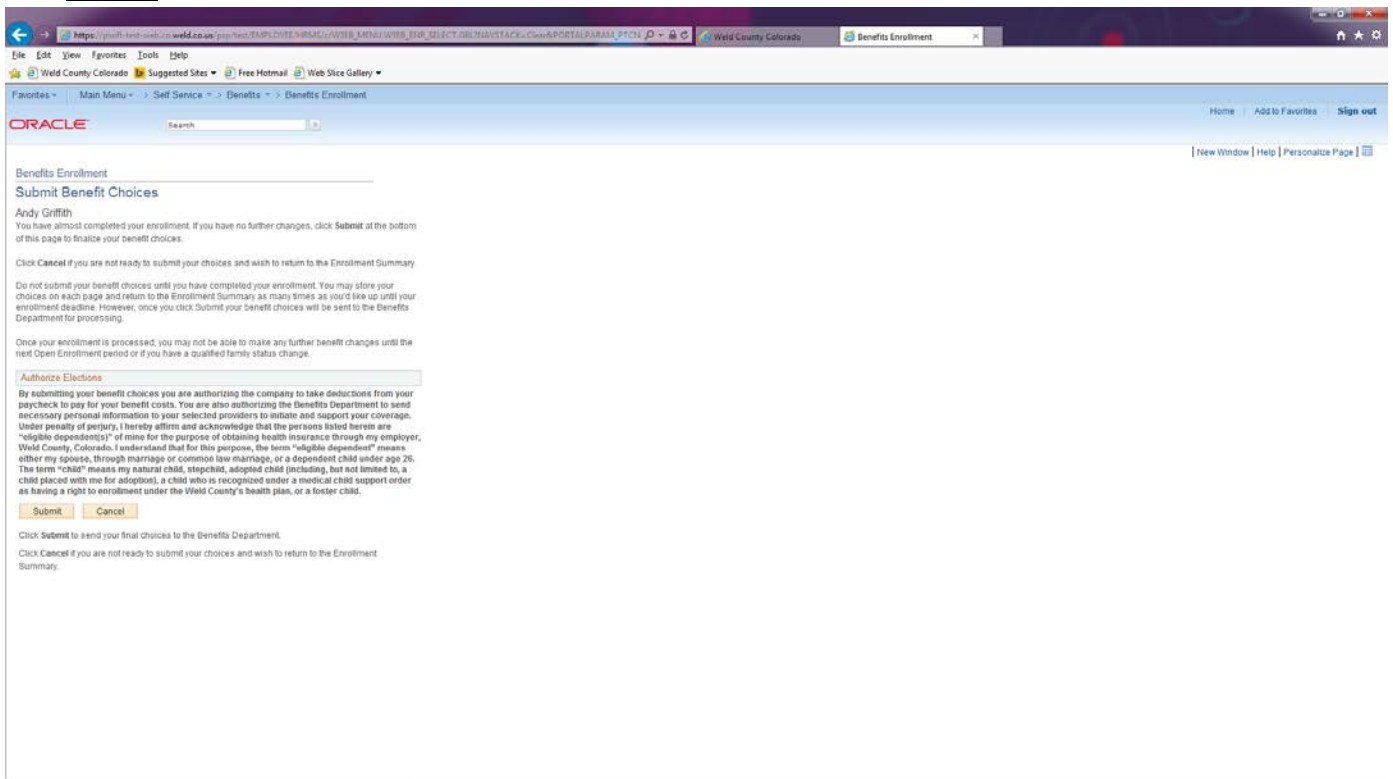 https://psoft-test-web.co.weld.co.us/psp/test/EMPLOYEE/HRMS/c/W3EB_MENU.W3EB_ENR_SELECT.GBL?NAVSTACK=Clear&PORTALPARAM_PTCN
Weld County Colorado
Benefits Enrollment
File Edit View Favorites Tools Help
Weld County Colorado Suggested Sites Free Hotmail Web Slice Gallery
Favorites Main Menu > Self Service > Benefits > Benefits Enrollment
Home Add to Favorites Sign out
ORACLE Search
New Window | Help | Personalize Page |
Benefits Enrollment
Submit Benefit Choices
Andy Griffith
You have almost completed your enrollment. If you have no further changes, click Submit at the bottom
of this page to finalize your benefit choices.
Click Cancel if you are not ready to submit your choices and wish to return to the Enrollment Summary.
Do not submit your benefit choices until you have completed your enrollment. You may store your
choices on each page and return to the Enrollment Summary as many times as you'd like up until your
enrollment deadline. However, once you click Submit your benefit choices will be sent to the Benefits
Department for processing.
Once your enrollment is processed, you may not be able to make any further benefit changes until the
next Open Enrollment period or if you have a qualified family status change.
Authorize Elections
By submitting your benefit choices you are authorizing the company to take deductions from your
paycheck to pay for your benefit costs. You are also authorizing the Benefits Department to send
necessary personal information to your selected providers to initiate and support your coverage.
Under penalty of perjury, I hereby affirm and acknowledge that the persons listed herein are
“eligible dependent(s)” of mine for the purpose of obtaining health insurance through my employer,
Weld County, Colorado. I understand that for this purpose, the term “eligible dependent” means
either my spouse, through marriage or common law marriage, or a dependent child under age 26.
The term “child” means my natural child, stepchild, adopted child (including, but not limited to, a
child placed with me for adoption), a child who is recognized under a medical child support order
as having a right to enrollment under the Weld County's health plan, or a foster child.
Submit Cancel
Click Submit to send your final choices to the Benefits Department.
Click Cancel if you are not ready to submit your choices and wish to return to the Enrollment
Summary.